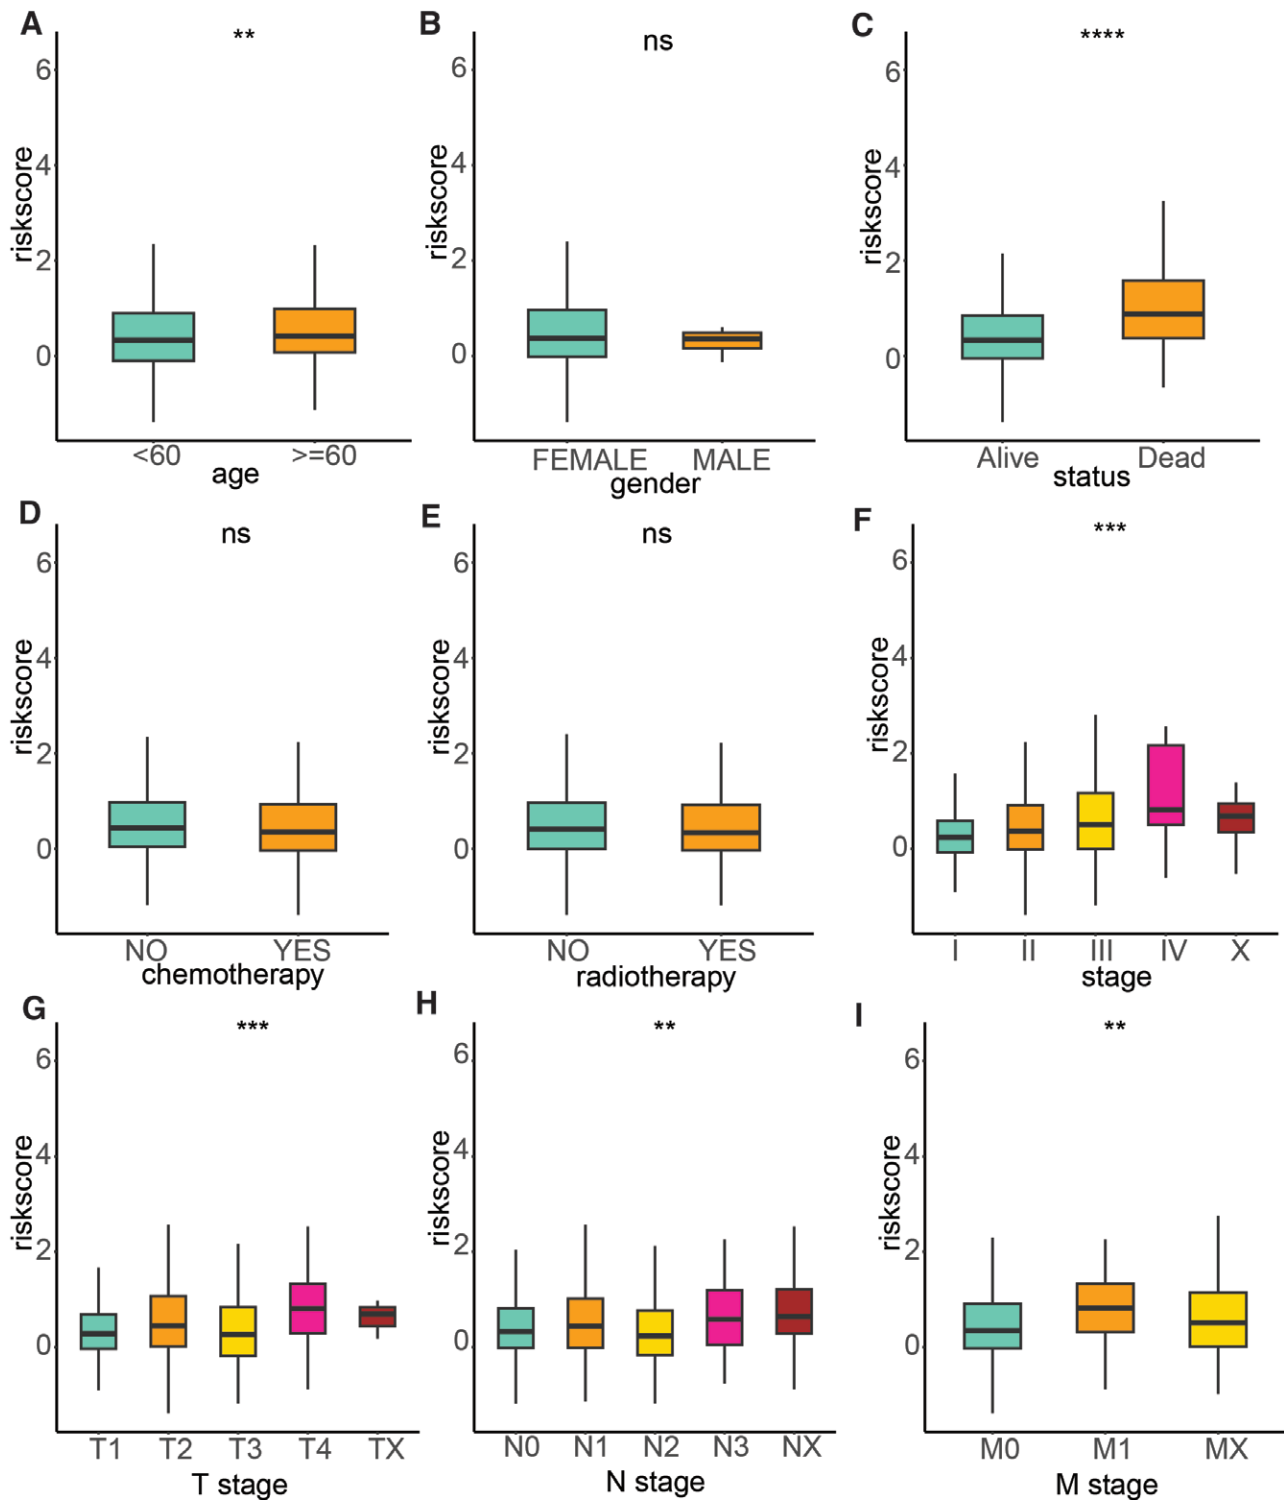 A
**
6
4
2
0
riskscore
<60 >=60
age
B
ns
6
4
2
0
riskscore
FEMALE MALE
gender
C
****
6
4
2
0
riskscore
Alive Dead
status
D
ns
6
4
2
0
riskscore
NO YES
chemotherapy
E
ns
6
4
2
0
riskscore
NO YES
radiotherapy
F
***
6
4
2
0
riskscore
I II III IV X
stage
G
***
6
4
2
0
riskscore
T1 T2 T3 T4 TX
T stage
H
**
6
4
2
0
riskscore
N0 N1 N2 N3 NX
N stage
I
**
6
4
2
0
riskscore
M0 M1 MX
M stage